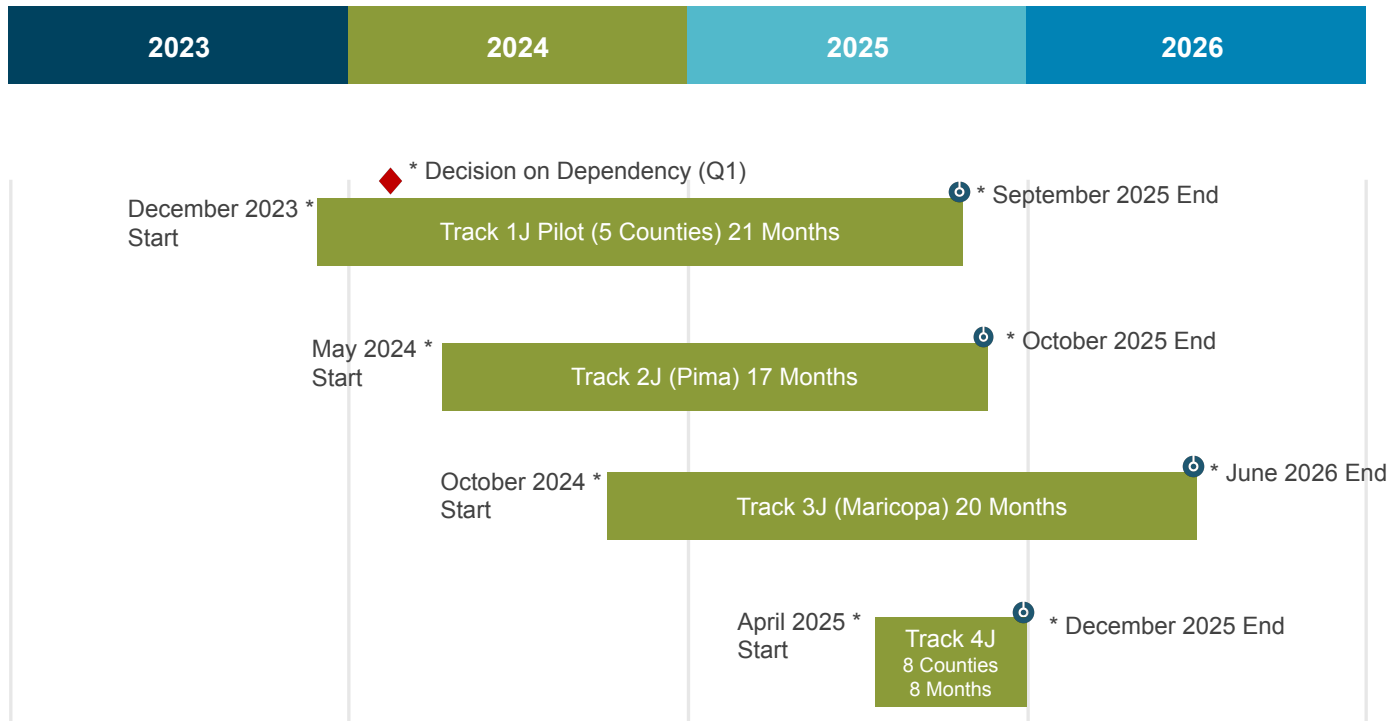 2023 2024 2025 2026
* Decision on Dependency (Q1)
December 2023 *
Start
Track 1J Pilot (5 Counties) 21 Months
* September 2025 End
May 2024 *
Start
Track 2J (Pima) 17 Months
* October 2025 End
October 2024 *
Start
Track 3J (Maricopa) 20 Months
* June 2026 End
April 2025 *
Start
Track 4J
8 Counties
8 Months
* December 2025 End